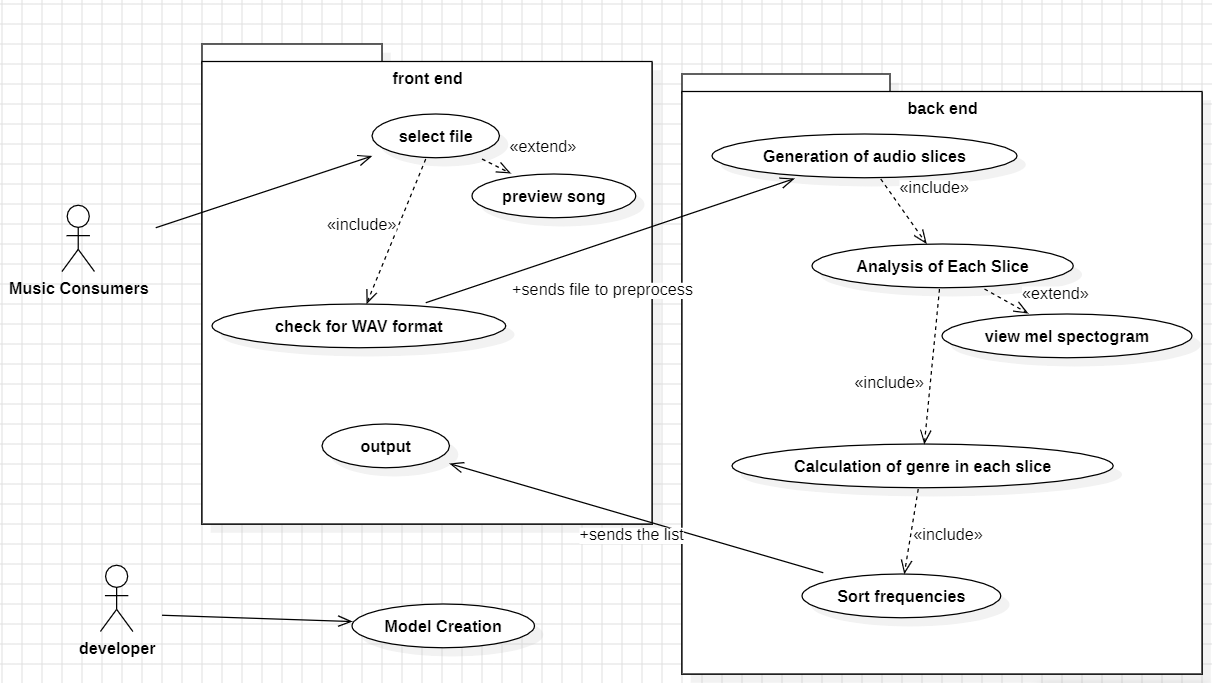 front end
select file
«extend»
preview song
«include»
Music Consumers
+sends file to preprocess
check for WAV format
output
back end
Generation of audio slices
«include»
Analysis of Each Slice
«extend»
view mel spectogram
«include»
Calculation of genre in each slice
«include»
+sends the list
Sort frequencies
developer
Model Creation